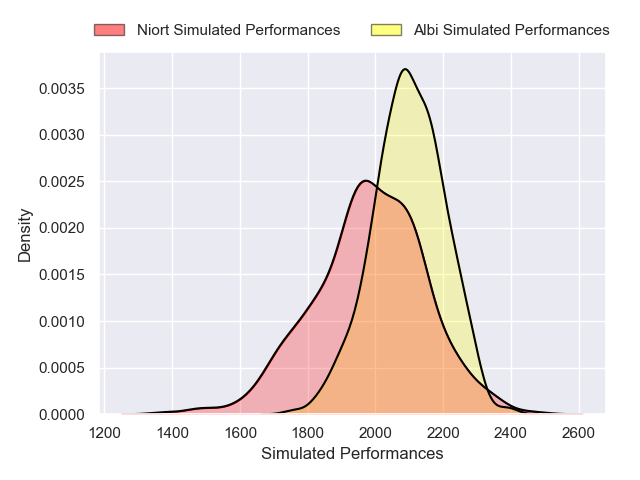 Niort Simulated Performances Albi Simulated Performances
0.0035
0.0030
0.0025
0.0020
0.0015
0.0010
0.0005
0.0000
Density
1200 1400 1600 1800 2000 2200 2400 2600
Simulated Performances